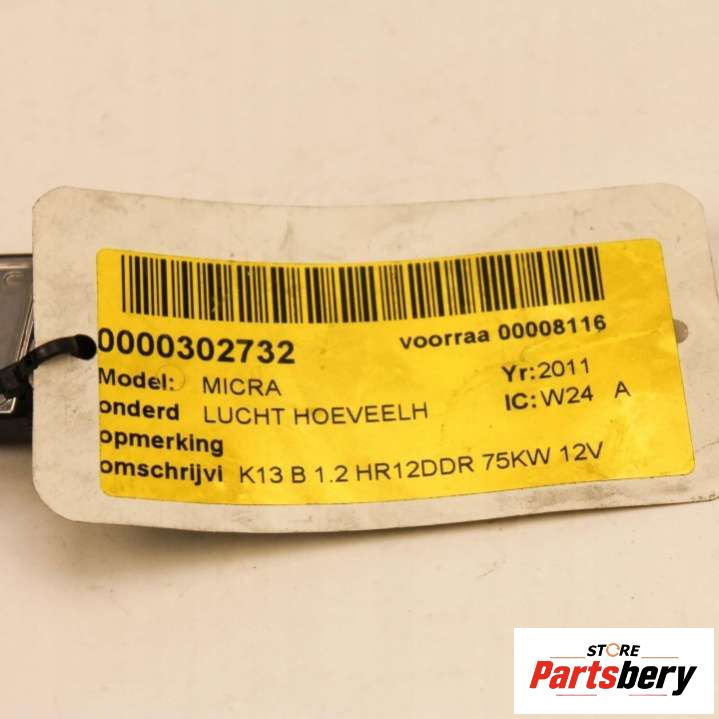 0000302732 voorraa 00008116
Model: MICRA Yr:2011
onderd LUCHT HOEVEELH IC:W24 A
opmerking
omschrijvi K13 B 1.2 HR12DDR 75KW 12V
STORE
Partsbery